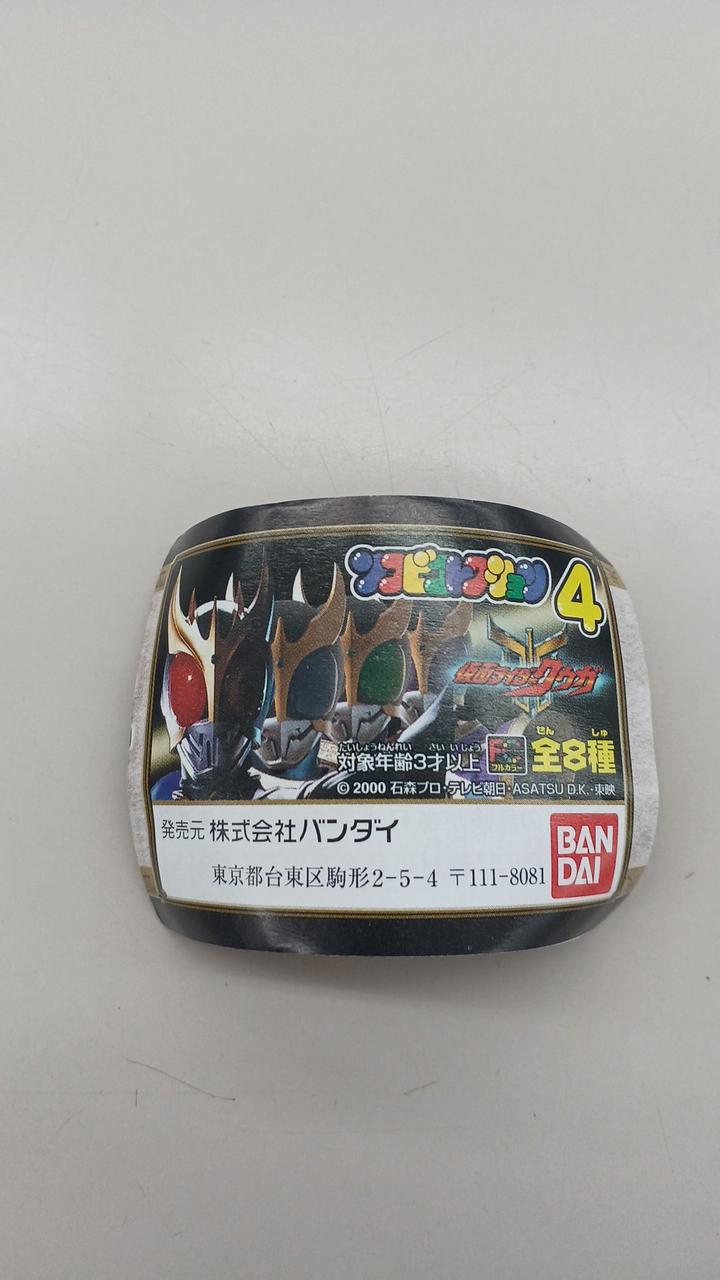 ソフビコレクション4
仮面ライダークウガ
たいしょうねんれい さい いじょう
対象年齢3才以上
フルカラー
ぜん しゅ
全8種
© 2000 石森プロ・テレビ朝日・ASATSU D.K.・東映
発売元 株式会社バンダイ
東京都台東区駒形2-5-4 〒111-8081
BAN
DAI